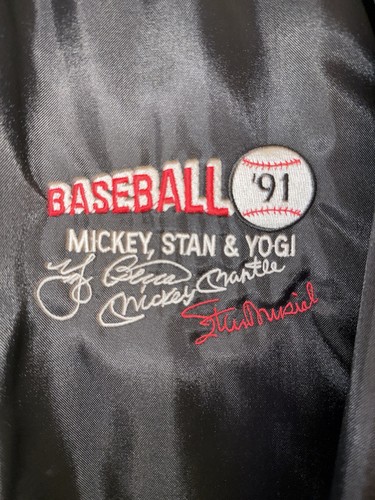 BASEBALL '91
MICKEY, STAN & YOGI
Yogi Berra
Mickey Mantle
Stan Musial